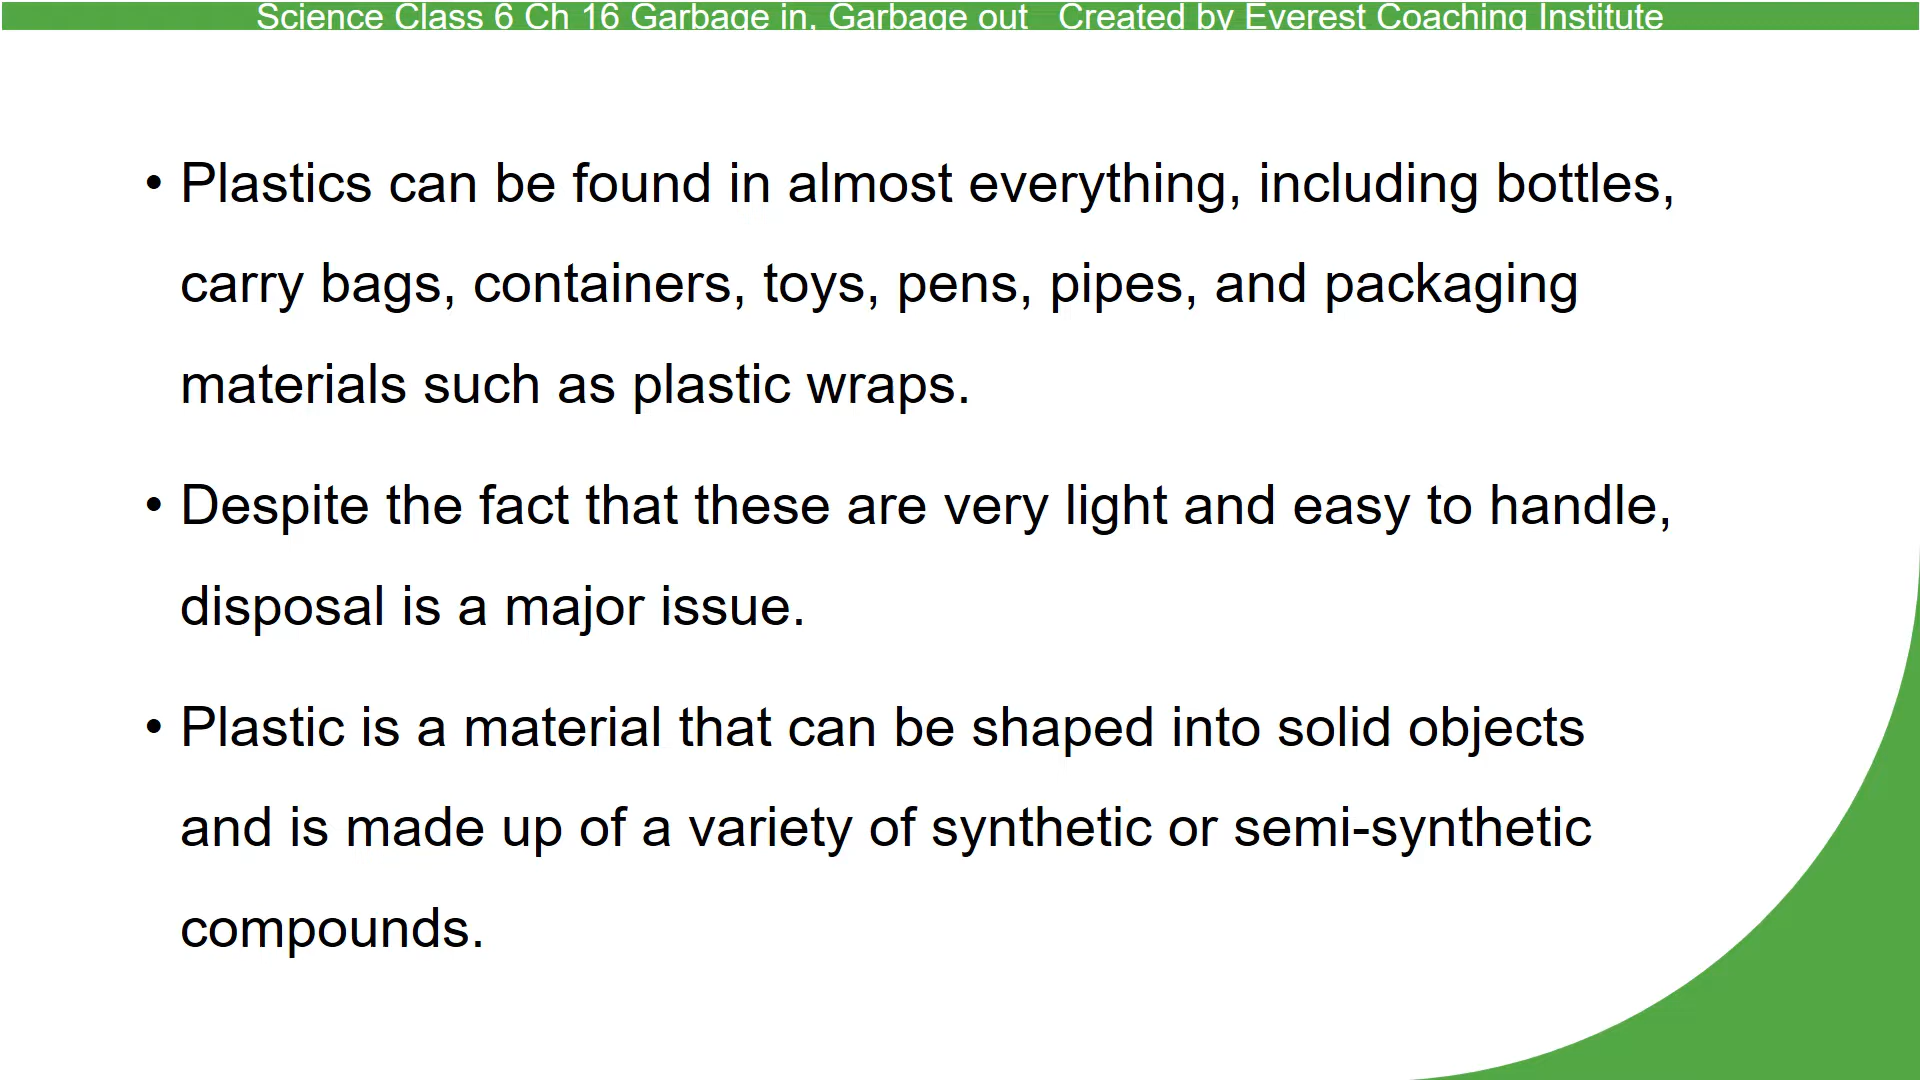 Science Class 6 Ch 16 Garbage in, Garbage out Created by Everest Coaching Institute
• Plastics can be found in almost everything, including bottles,
carry bags, containers, toys, pens, pipes, and packaging
materials such as plastic wraps.
• Despite the fact that these are very light and easy to handle,
disposal is a major issue.
• Plastic is a material that can be shaped into solid objects
and is made up of a variety of synthetic or semi-synthetic
compounds.